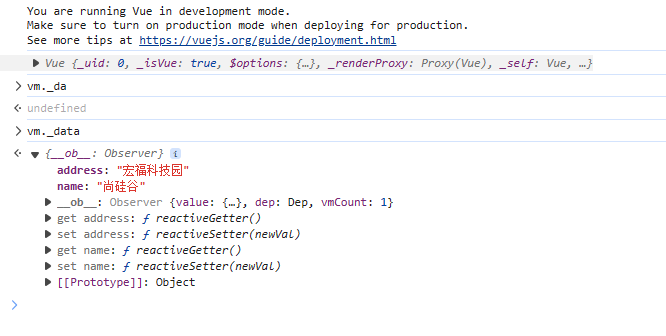 You are running Vue in development mode.
Make sure to turn on production mode when deploying for production.
See more tips at https://vuejs.org/guide/deployment.html
▶ Vue {_uid: 0, _isVue: true, $options: {…}, _renderProxy: Proxy(Vue), _self: Vue, …}
> vm._da
undefined
> vm._data
▼ {__ob__: Observer} i
address: "宏福科技园"
name: "尚硅谷"
▶ __ob__: Observer {value: {…}, dep: Dep, vmCount: 1}
▶ get address: ƒ reactiveGetter()
▶ set address: ƒ reactiveSetter(newVal)
▶ get name: ƒ reactiveGetter()
▶ set name: ƒ reactiveSetter(newVal)
▶ [[Prototype]]: Object
>